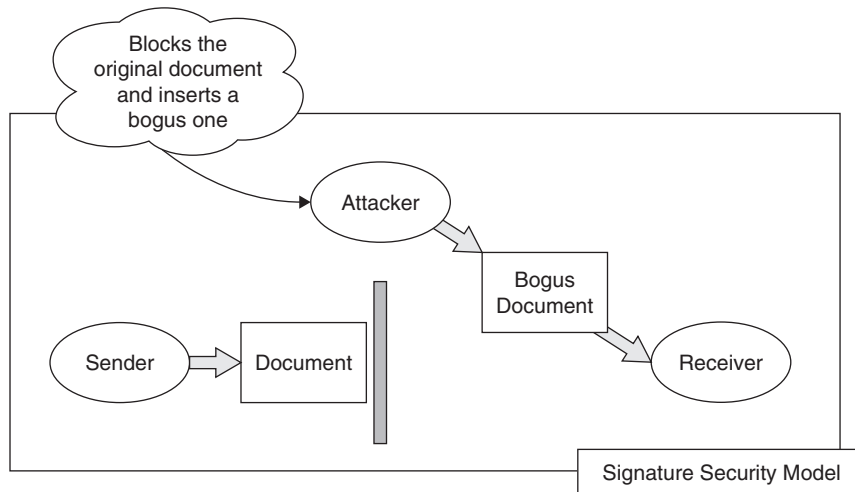 Blocks the
original document
and inserts a
bogus one
Attacker
Bogus
Document
Sender
Document
Receiver
Signature Security Model